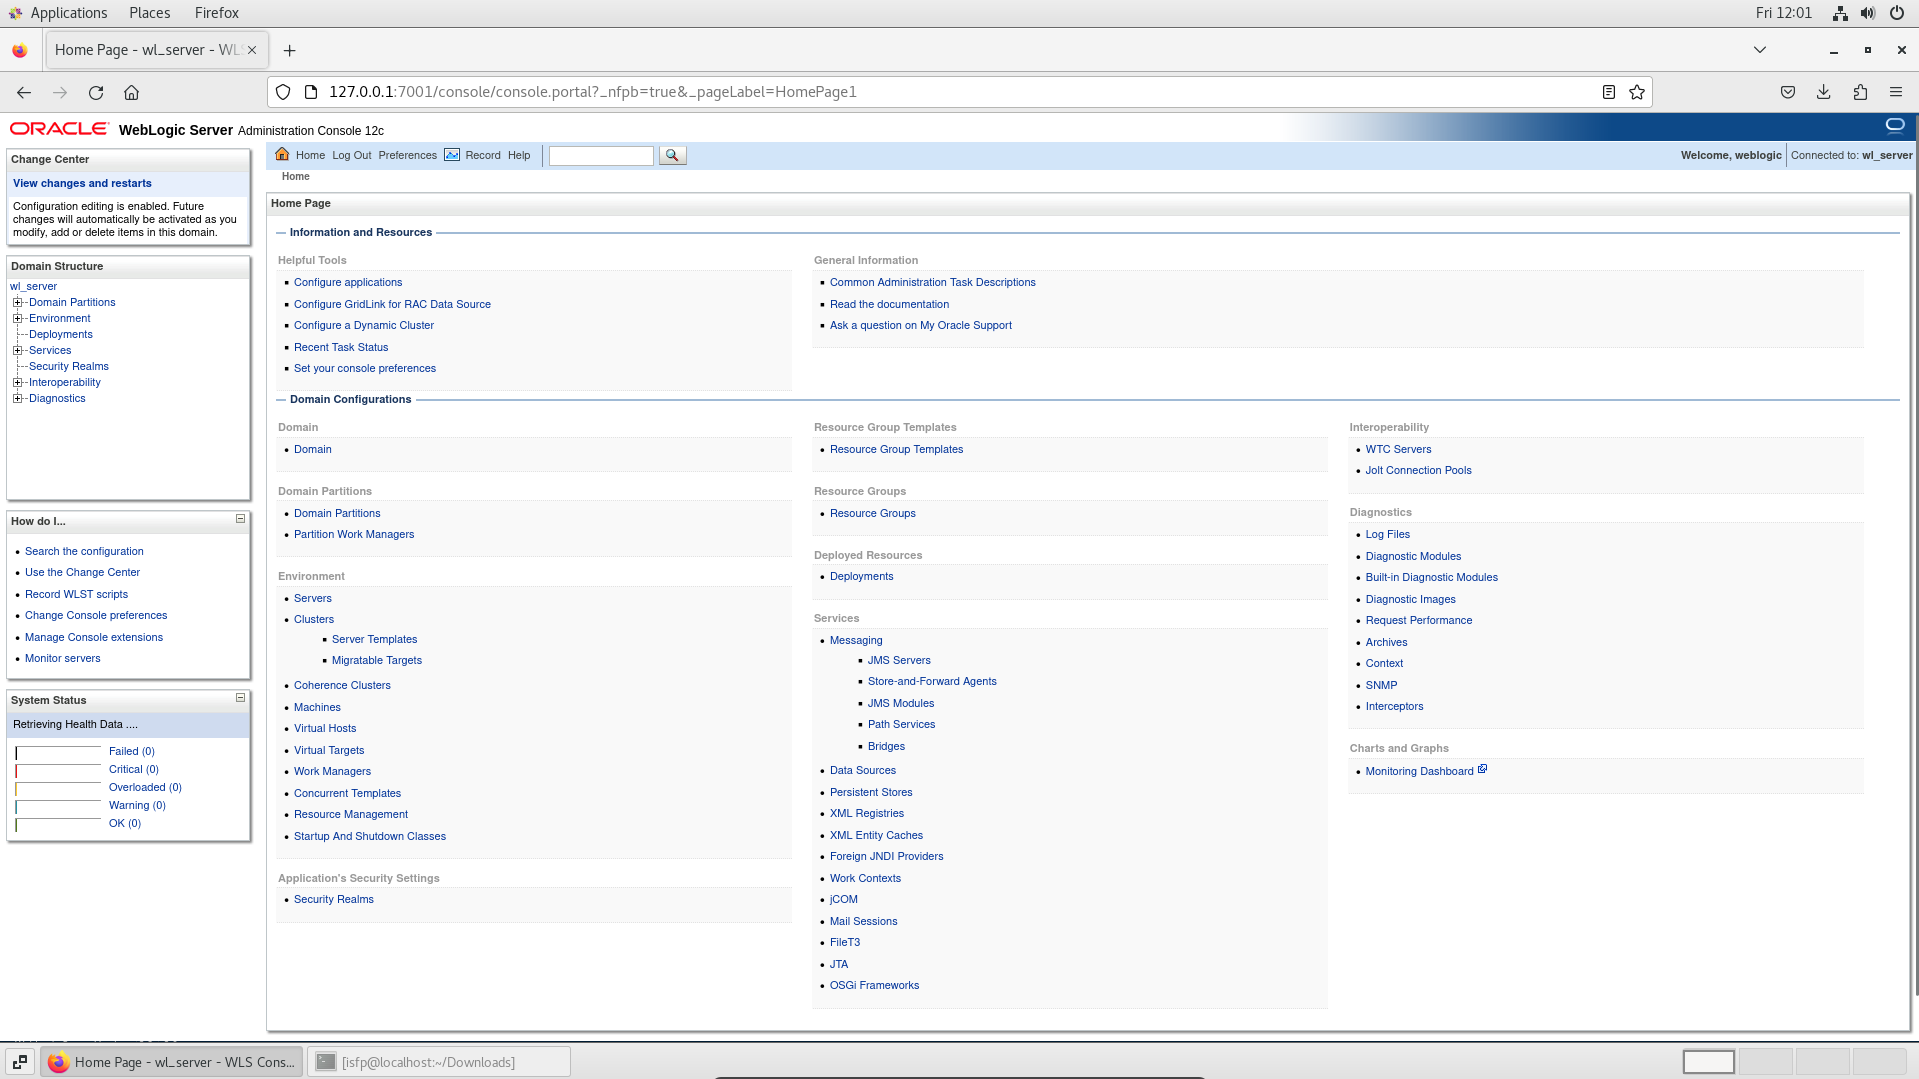 Applications Places Firefox Fri 12:01
Home Page - wl_server - WLS
127.0.0.1:7001/console/console.portal?_nfpb=true&_pageLabel=HomePage1
ORACLE WebLogic Server Administration Console 12c
Change Center
View changes and restarts
Configuration editing is enabled. Future
changes will automatically be activated as you
modify, add or delete items in this domain.
Domain Structure
wl_server
Domain Partitions
Environment
Deployments
Services
Security Realms
Interoperability
Diagnostics
How do I...
Search the configuration
Use the Change Center
Record WLST scripts
Change Console preferences
Manage Console extensions
Monitor servers
System Status
Retrieving Health Data ....
Failed (0)
Critical (0)
Overloaded (0)
Warning (0)
OK (0)
Home Log Out Preferences Record Help
Welcome, weblogic Connected to: wl_server
Home
Home Page
Information and Resources
Helpful Tools
Configure applications
Configure GridLink for RAC Data Source
Configure a Dynamic Cluster
Recent Task Status
Set your console preferences
General Information
Common Administration Task Descriptions
Read the documentation
Ask a question on My Oracle Support
Domain Configurations
Domain
Domain
Domain Partitions
Domain Partitions
Partition Work Managers
Environment
Servers
Clusters
Server Templates
Migratable Targets
Coherence Clusters
Machines
Virtual Hosts
Virtual Targets
Work Managers
Concurrent Templates
Resource Management
Startup And Shutdown Classes
Application's Security Settings
Security Realms
Resource Group Templates
Resource Group Templates
Resource Groups
Resource Groups
Deployed Resources
Deployments
Services
Messaging
JMS Servers
Store-and-Forward Agents
JMS Modules
Path Services
Bridges
Data Sources
Persistent Stores
XML Registries
XML Entity Caches
Foreign JNDI Providers
Work Contexts
jCOM
Mail Sessions
FileT3
JTA
OSGi Frameworks
Interoperability
WTC Servers
Jolt Connection Pools
Diagnostics
Log Files
Diagnostic Modules
Built-in Diagnostic Modules
Diagnostic Images
Request Performance
Archives
Context
SNMP
Interceptors
Charts and Graphs
Monitoring Dashboard
Home Page - wl_server - WLS Cons... [isfp@localhost:~/Downloads]